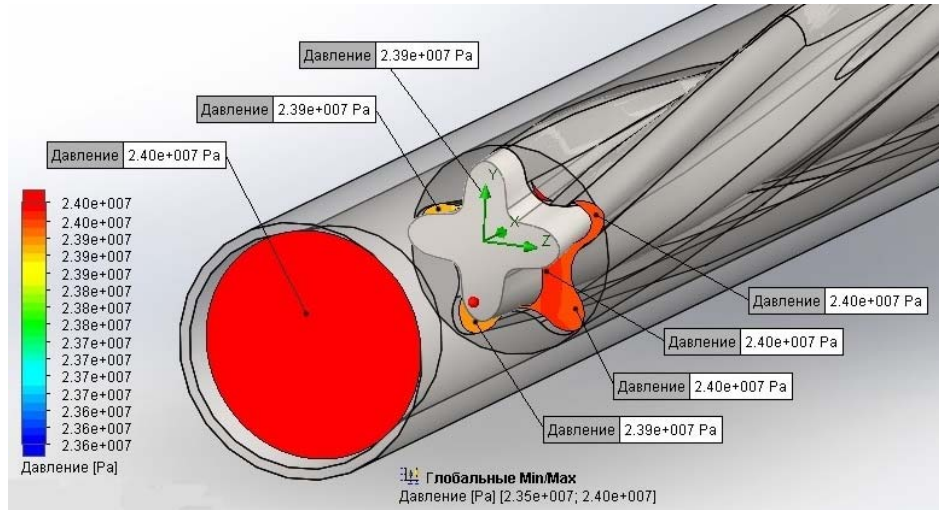 Давление 2.39e+007 Pa
Давление 2.39e+007 Pa
Давление 2.40e+007 Pa
2.40e+007
2.40e+007
2.39e+007
2.39e+007
2.39e+007
2.38e+007
2.38e+007
2.37e+007
2.37e+007
2.37e+007
2.36e+007
2.36e+007
2.36e+007
Давление [Pa]
Y
X
Z
Давление 2.40e+007 Pa
Давление 2.40e+007 Pa
Давление 2.40e+007 Pa
Давление 2.39e+007 Pa
Глобальные Min/Max
Давление [Pa] [2.35e+007; 2.40e+007]